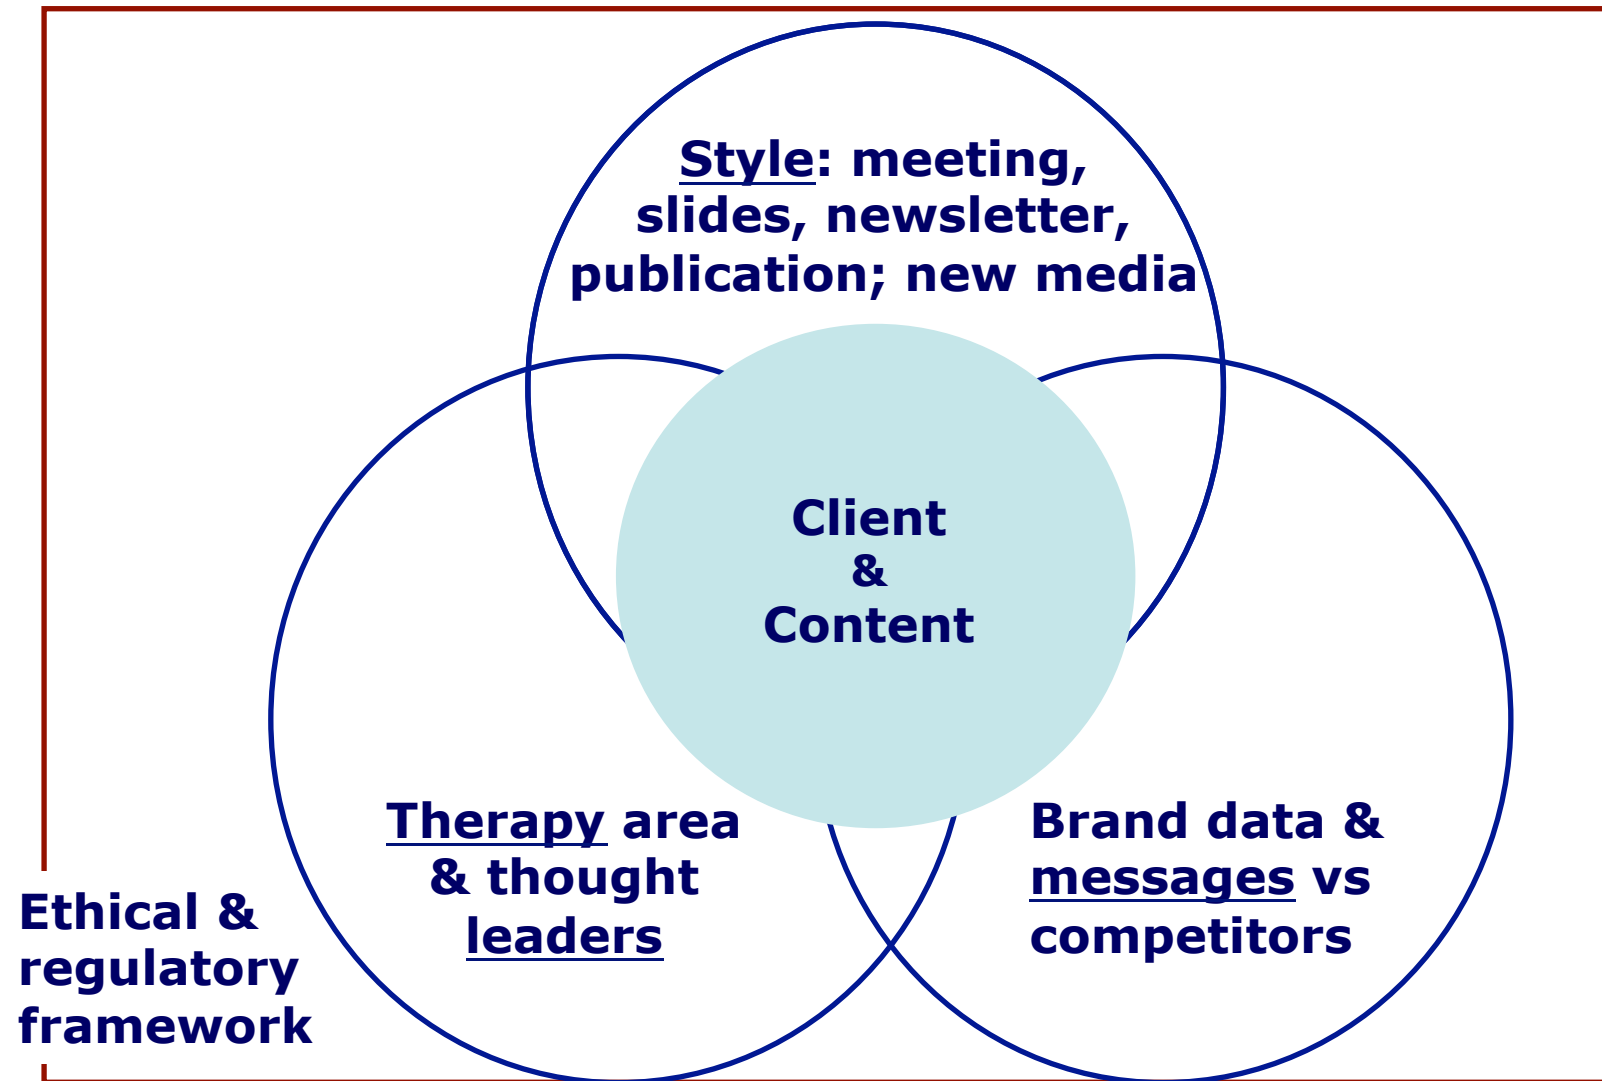 Style: meeting,
slides, newsletter,
publication; new media
Client
&
Content
Therapy area
& thought
leaders
Brand data &
messages vs
competitors
Ethical &
regulatory
framework